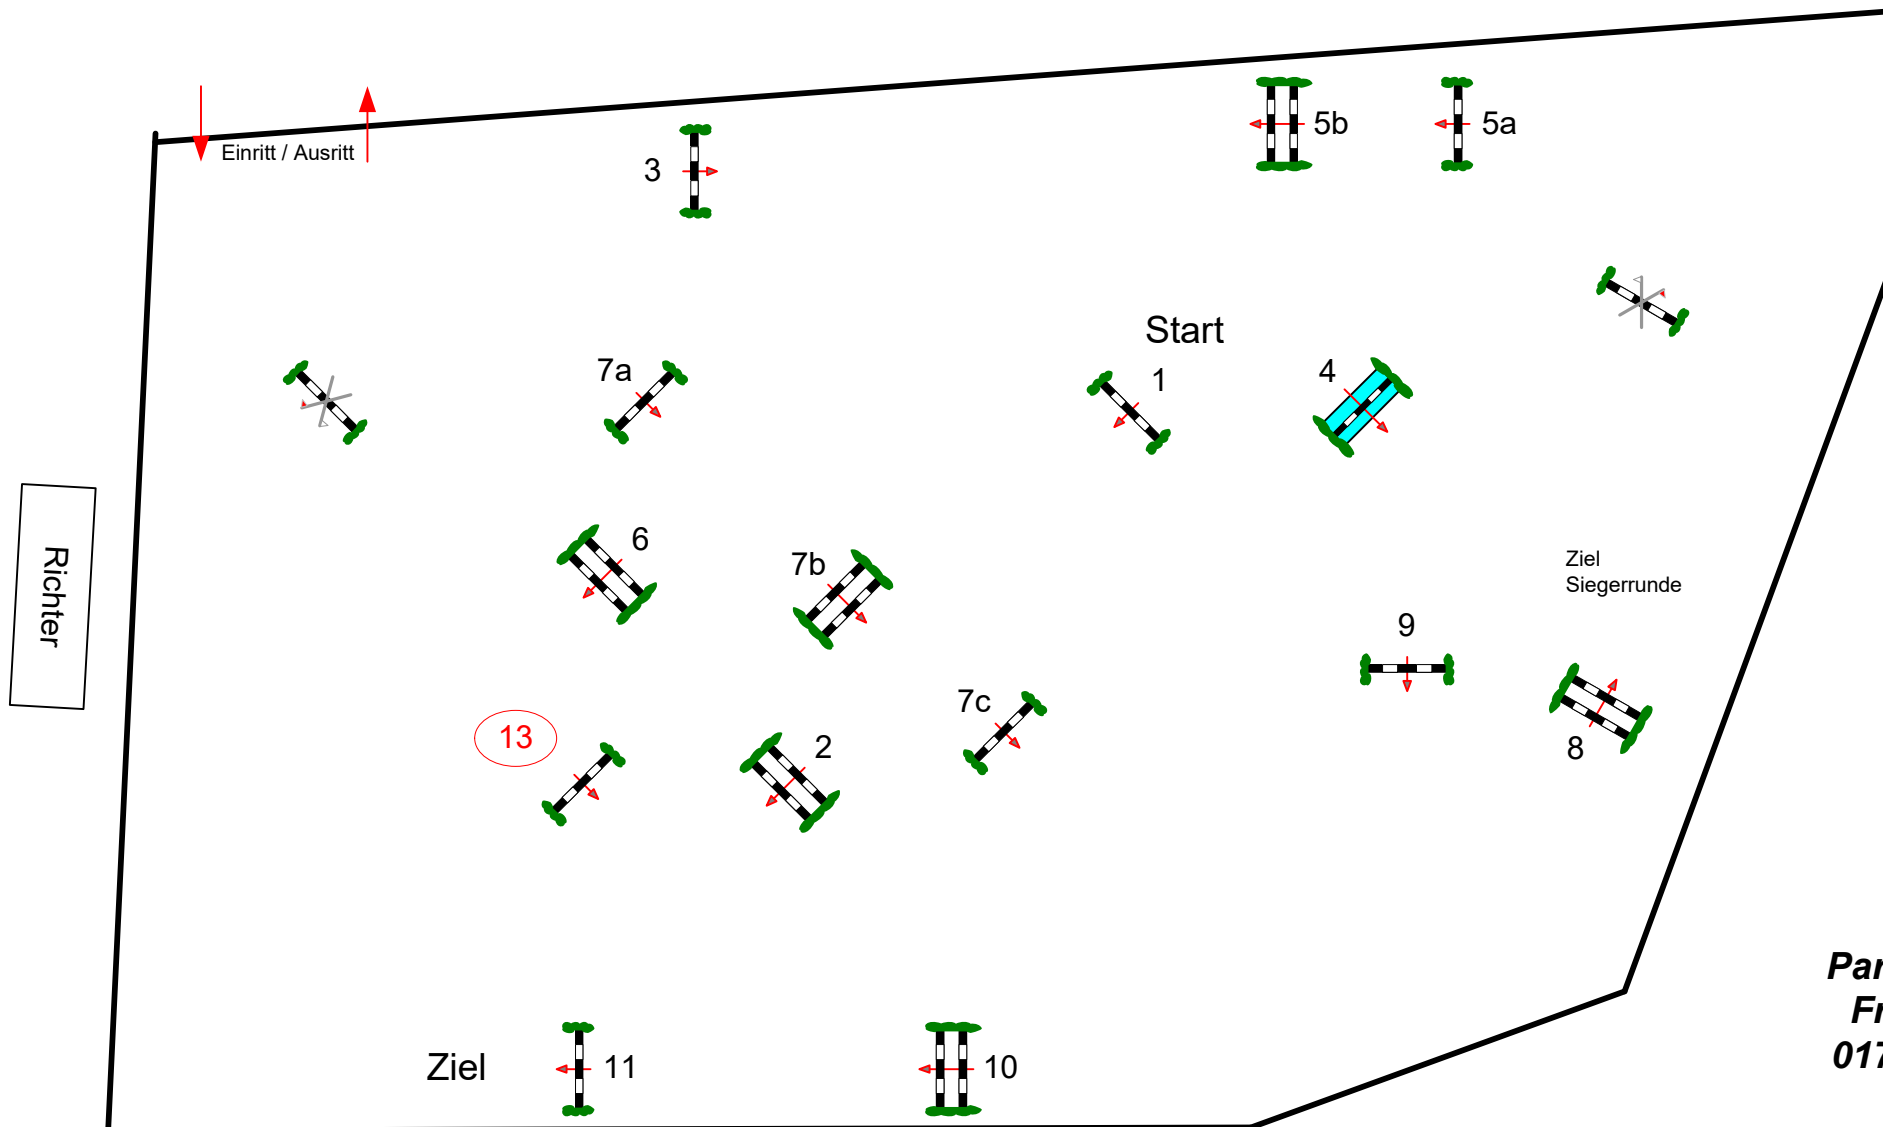 Einritt / Ausritt
3
5b
5a
Start
7a
1
4
6
7b
Ziel
Siegerrunde
Richter
9
7c
13
2
8
Ziel
11
10